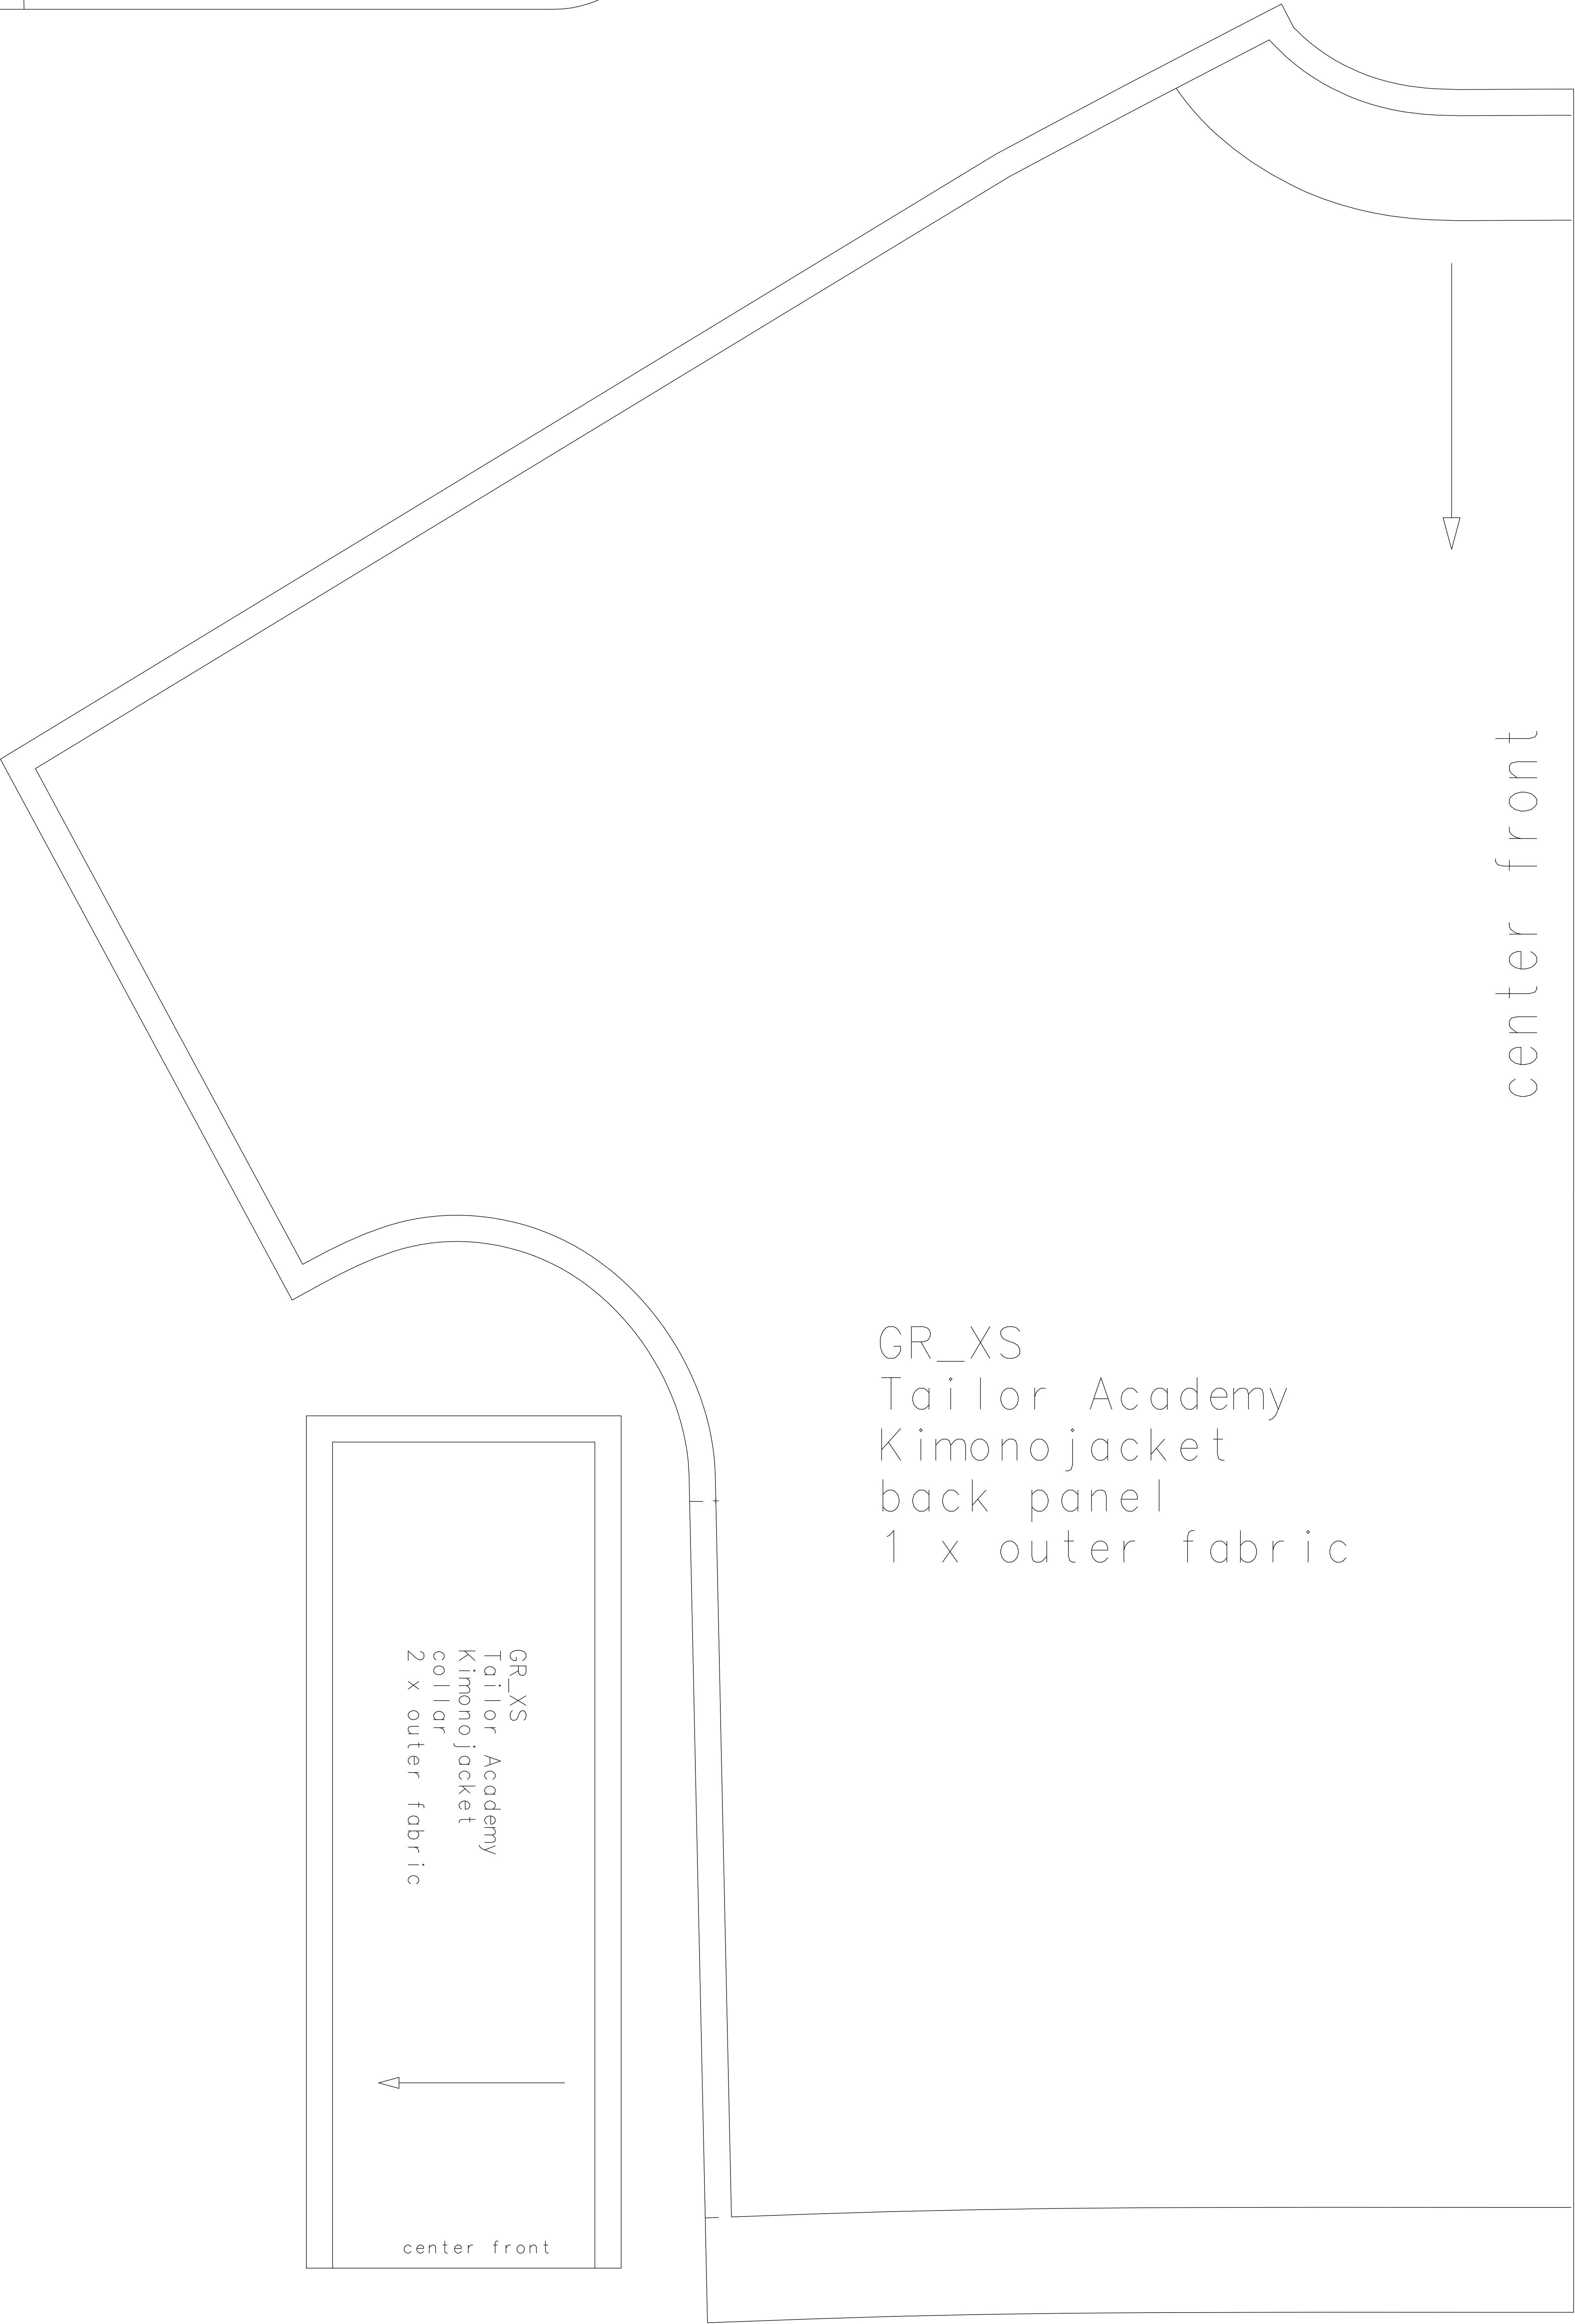 center front
GR_XS
Tailor Academy
Kimonojacket
back panel
1 x outer fabric
GR_XS
Tailor Academy
Kimonojacket
collar
2 x outer fabric
center front